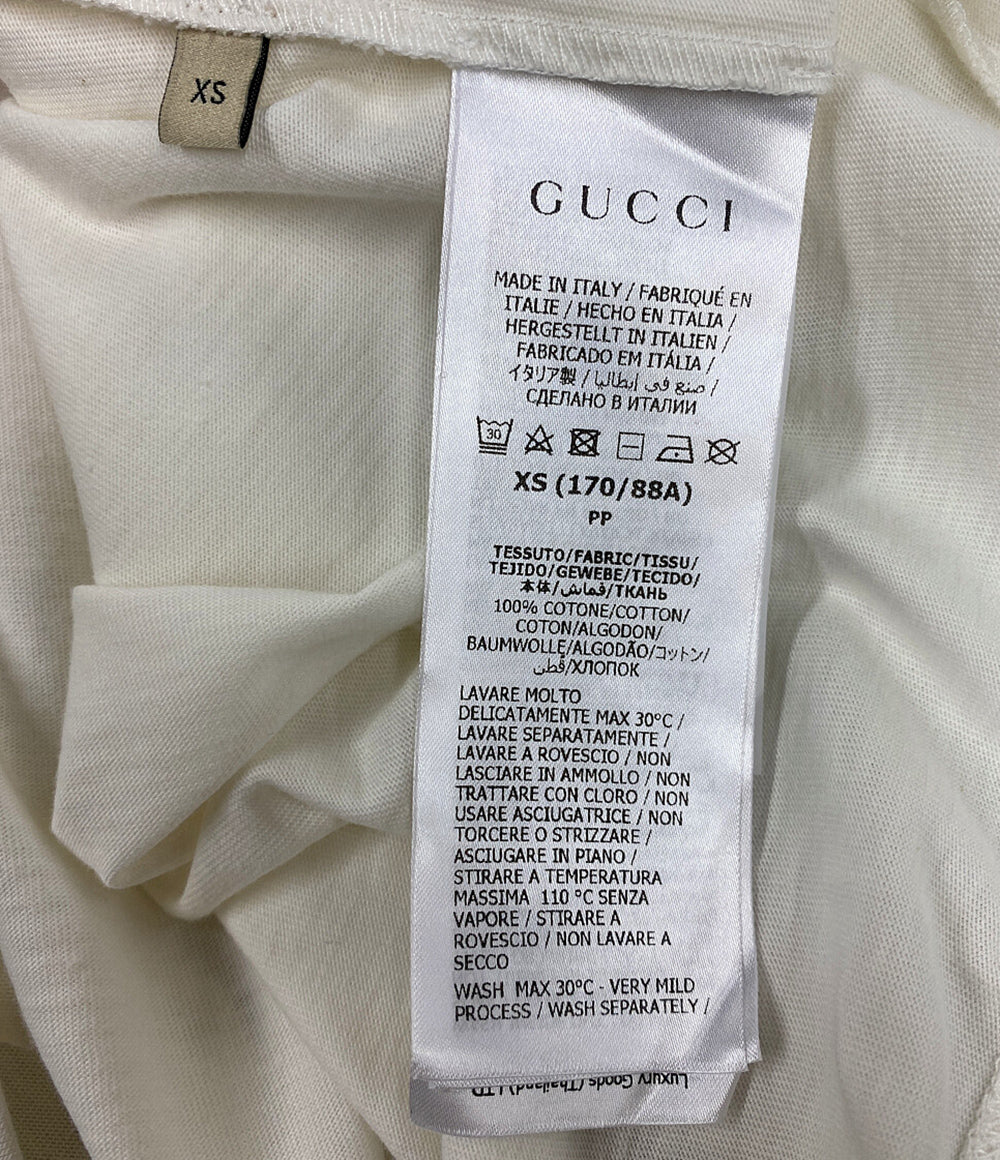 XS
GUCCI
MADE IN ITALY / FABRIQUÉ EN
ITALIE / HECHO EN ITALIA /
HERGESTELLT IN ITALIEN /
FABRICADO EM ITÁLIA /
イタリア製 / صنع في إيطاليا /
СДЕЛАНО В ИТАЛИИ
30
XS (170/88A)
PP
TESSUTO/FABRIC/TISSU/
TEJIDO/GEWEBE/TECIDO/
本体/قماش/ТКАНЬ
100% COTONE/COTTON/
COTON/ALGODON/
BAUMWOLLE/ALGODÃO/コットン/
قطن/ХЛОПОК
LAVARE MOLTO
DELICATAMENTE MAX 30°C /
LAVARE SEPARATAMENTE /
LAVARE A ROVESCIO / NON
LASCIARE IN AMMOLLO / NON
TRATTARE CON CLORO / NON
USARE ASCIUGATRICE / NON
TORCERE O STRIZZARE /
ASCIUGARE IN PIANO /
STIRARE A TEMPERATURA
MASSIMA 110 °C SENZA
VAPORE / STIRARE A
ROVESCIO / NON LAVARE A
SECCO
WASH MAX 30°C - VERY MILD
PROCESS / WASH SEPARATELY /
Luxury Goods (Thailand) LTD